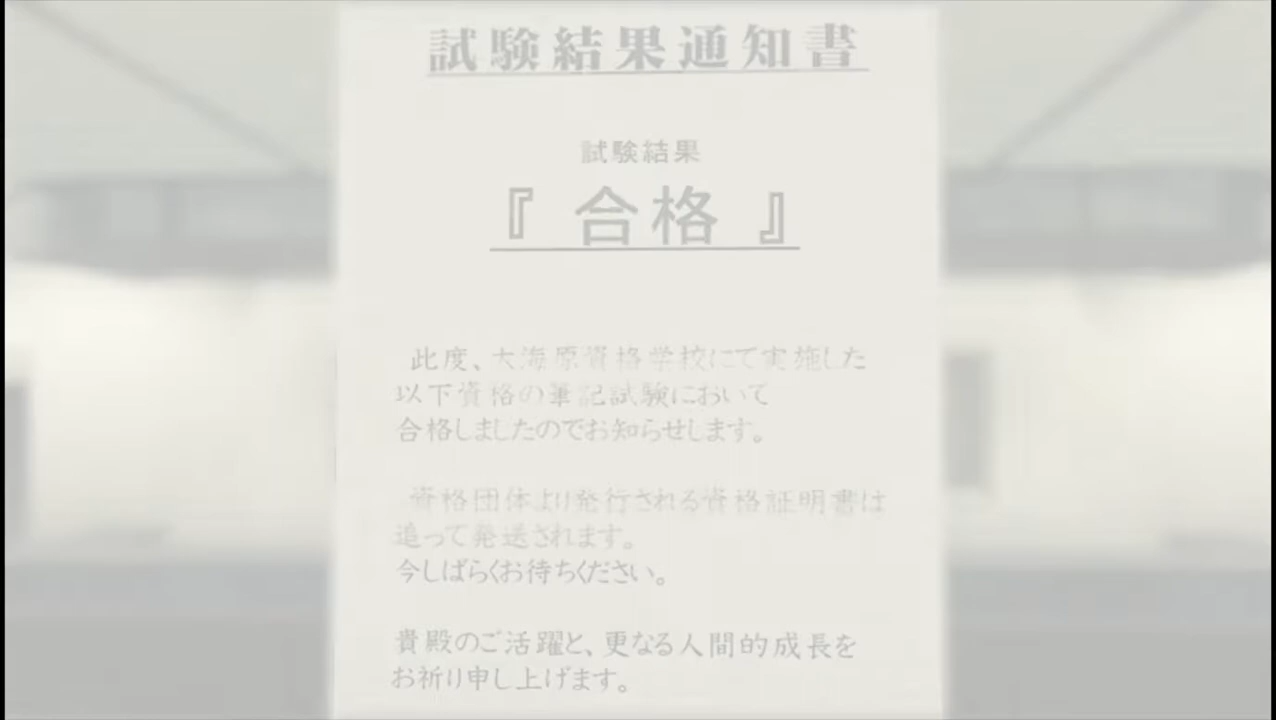 試験結果通知書
試験結果
『 合格 』
此度、大海原資格学校にて実施した
以下資格の筆記試験において
合格しましたのでお知らせします。
資格団体より発行される資格証明書は
追って発送されます。
今しばらくお待ちください。
貴殿のご活躍と、更なる人間的成長を
お祈り申し上げます。